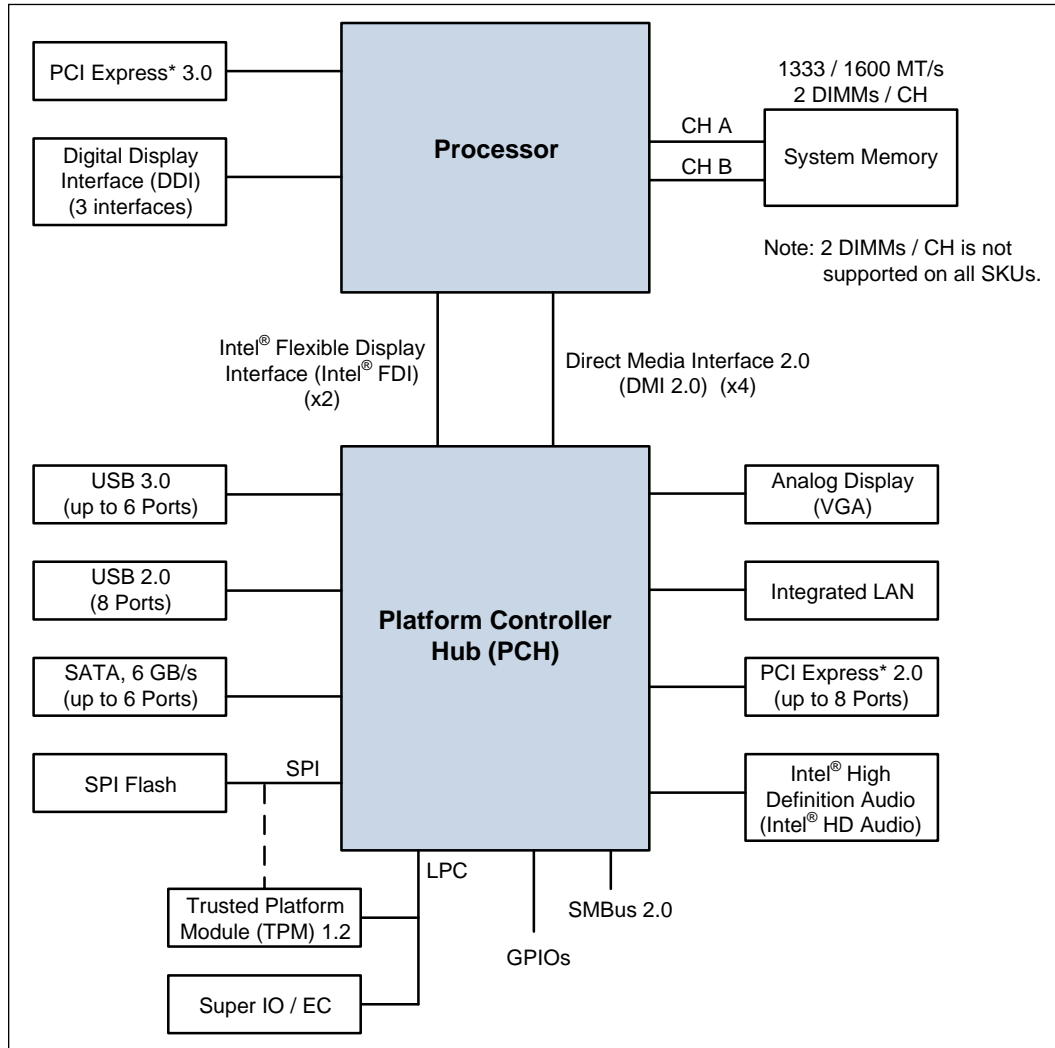 PCI Express* 3.0
Digital Display
Interface (DDI)
(3 interfaces)
Processor
CH A
CH B
1333 / 1600 MT/s
2 DIMMs / CH
System Memory
Note: 2 DIMMs / CH is not
supported on all SKUs.
Intel® Flexible Display
Interface (Intel® FDI)
(x2)
Direct Media Interface 2.0
(DMI 2.0) (x4)
USB 3.0
(up to 6 Ports)
USB 2.0
(8 Ports)
SATA, 6 GB/s
(up to 6 Ports)
SPI Flash
SPI
Platform Controller
Hub (PCH)
Analog Display
(VGA)
Integrated LAN
PCI Express* 2.0
(up to 8 Ports)
Intel® High
Definition Audio
(Intel® HD Audio)
LPC
Trusted Platform
Module (TPM) 1.2
Super IO / EC
SMBus 2.0
GPIOs